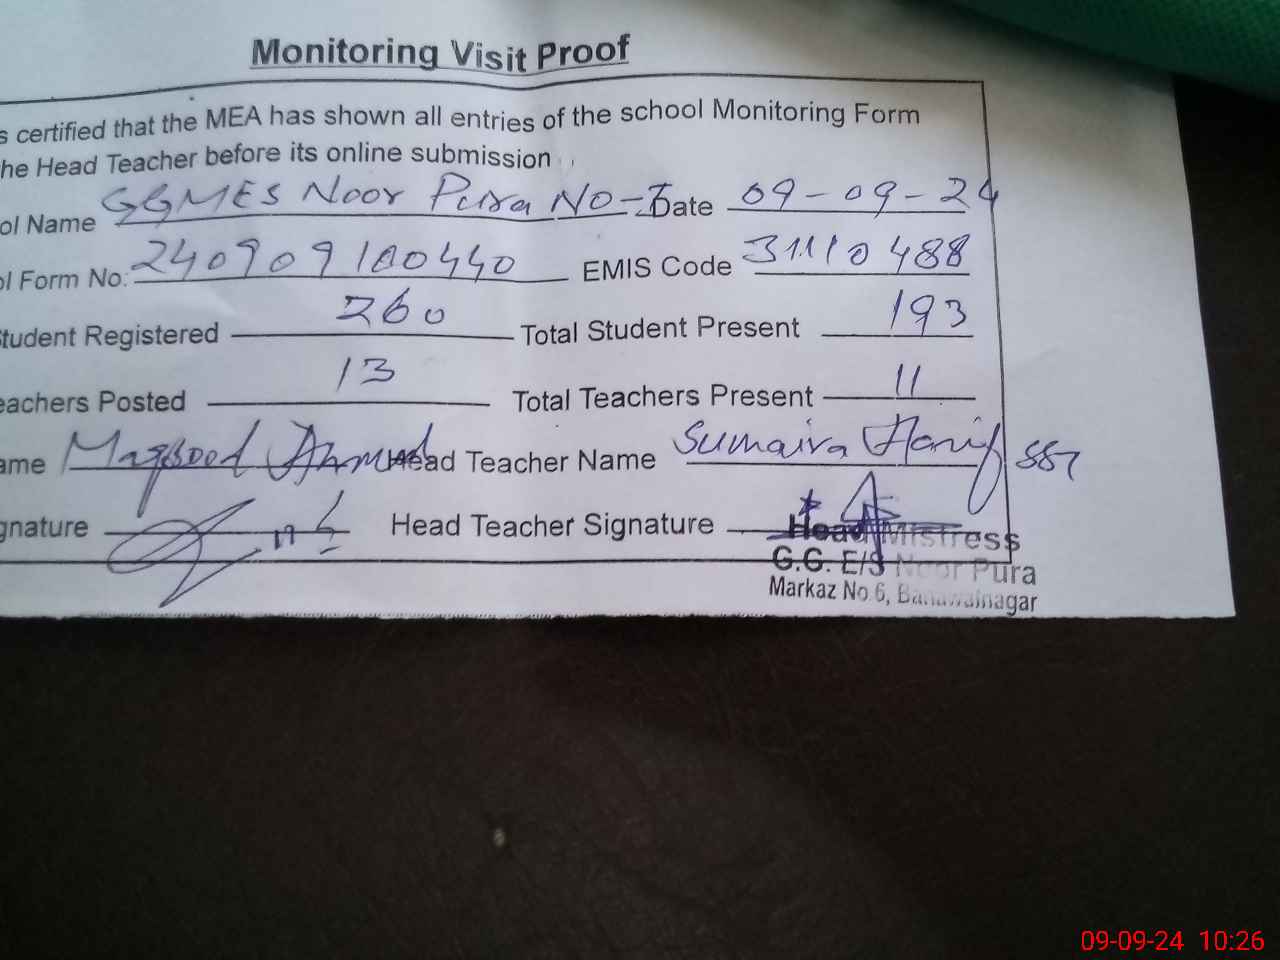 Monitoring Visit Proof
s certified that the MEA has shown all entries of the school Monitoring Form
he Head Teacher before its online submission
ol Name GGMES Noor Pura No-I Date 09-09-24
ol Form No: 240909100440 EMIS Code 31110488
tudent Registered 260 Total Student Present 193
eachers Posted 13 Total Teachers Present 11
ame Maqsood Ahmad Head Teacher Name Sumaira Hanif SST
gnature Head Teacher Signature
Head Mistress
G.G. E/S Noor Pura
Markaz No.6, Bahawalnagar
09-09-24 10:26